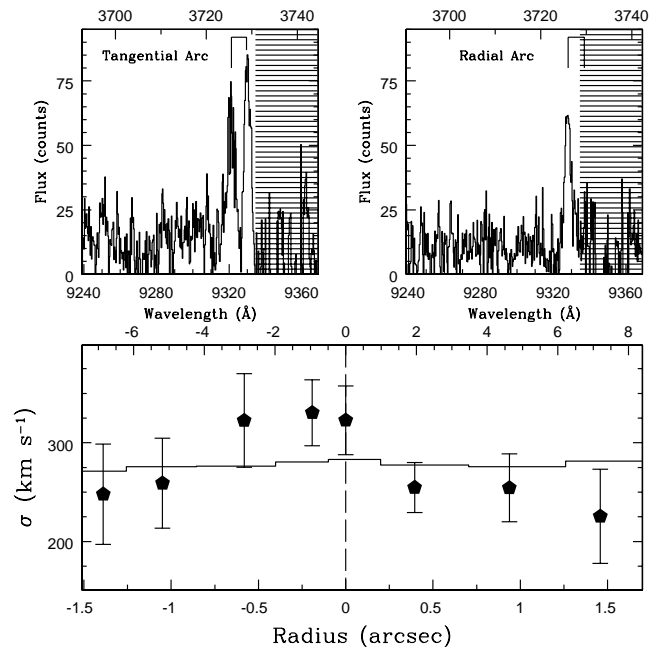 3700 3720 3740
3700 3720 3740
Tangential Arc
Radial Arc
Flux (counts)
75
50
25
0
9240 9280 9320 9360
Wavelength (Å)
Flux (counts)
75
50
25
0
9240 9280 9320 9360
Wavelength (Å)
-6 -4 -2 0 2 4 6 8
σ (km s⁻¹)
300
200
-1.5 -1 -0.5 0 0.5 1 1.5
Radius (arcsec)